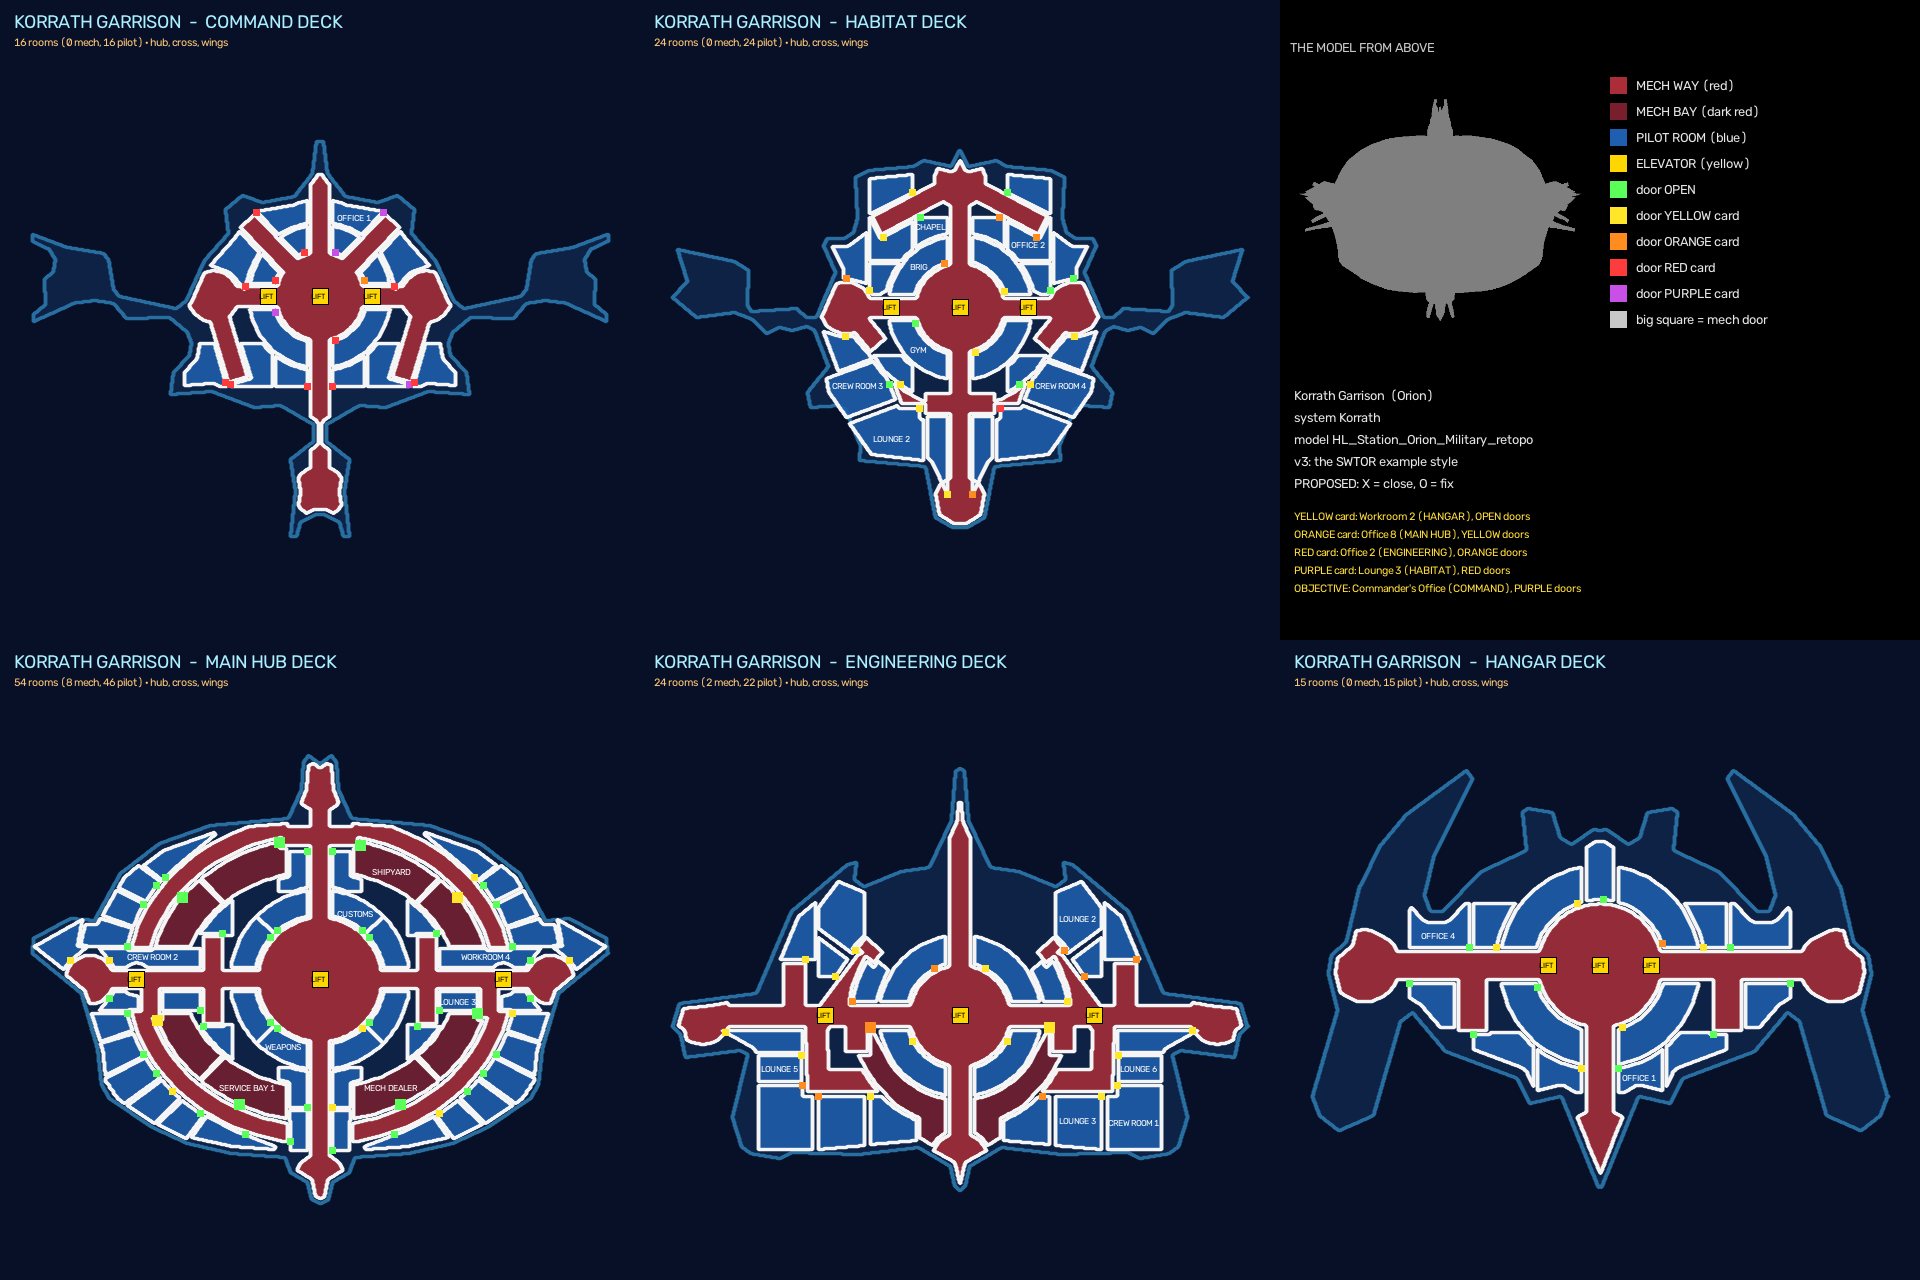 KORRATH GARRISON - COMMAND DECK
16 rooms (0 mech, 16 pilot) • hub, cross, wings
OFFICE 1
LIFT
LIFT
LIFT
KORRATH GARRISON - HABITAT DECK
24 rooms (0 mech, 24 pilot) • hub, cross, wings
CHAPEL
OFFICE 2
BRIG
LIFT
LIFT
LIFT
GYM
CREW ROOM 3
CREW ROOM 4
LOUNGE 2
THE MODEL FROM ABOVE
MECH WAY (red)
MECH BAY (dark red)
PILOT ROOM (blue)
ELEVATOR (yellow)
door OPEN
door YELLOW card
door ORANGE card
door RED card
door PURPLE card
big square = mech door
Korrath Garrison (Orion)
system Korrath
model HL_Station_Orion_Military_retopo
v3: the SWTOR example style
PROPOSED: X = close, O = fix
YELLOW card: Workroom 2 (HANGAR), OPEN doors
ORANGE card: Office 8 (MAIN HUB), YELLOW doors
RED card: Office 2 (ENGINEERING), ORANGE doors
PURPLE card: Lounge 3 (HABITAT), RED doors
OBJECTIVE: Commander's Office (COMMAND), PURPLE doors
KORRATH GARRISON - MAIN HUB DECK
54 rooms (8 mech, 46 pilot) • hub, cross, wings
SHIPYARD
CUSTOMS
CREW ROOM 2
WORKROOM 4
LIFT
LIFT
LIFT
LOUNGE 3
WEAPONS
SERVICE BAY 1
MECH DEALER
KORRATH GARRISON - ENGINEERING DECK
24 rooms (2 mech, 22 pilot) • hub, cross, wings
LOUNGE 2
LIFT
LIFT
LIFT
LOUNGE 5
LOUNGE 6
LOUNGE 3
CREW ROOM 1
KORRATH GARRISON - HANGAR DECK
15 rooms (0 mech, 15 pilot) • hub, cross, wings
OFFICE 4
LIFT
LIFT
LIFT
OFFICE 1